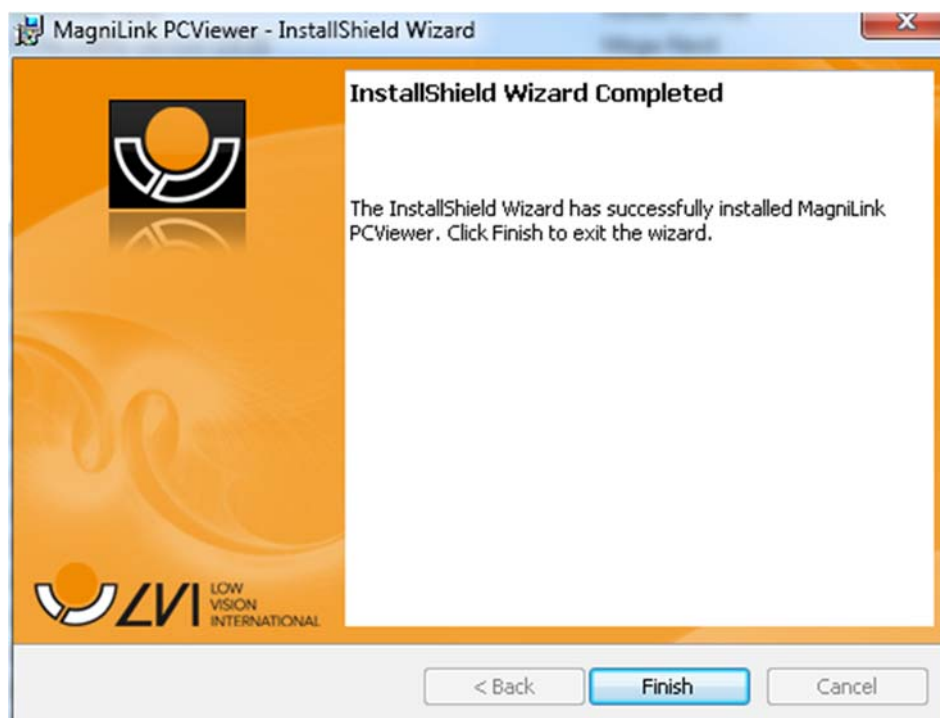 MagniLink PCViewer - InstallShield Wizard
InstallShield Wizard Completed
The InstallShield Wizard has successfully installed MagniLink
PCViewer. Click Finish to exit the wizard.
LVI
LOW
VISION
INTERNATIONAL
< Back
Finish
Cancel